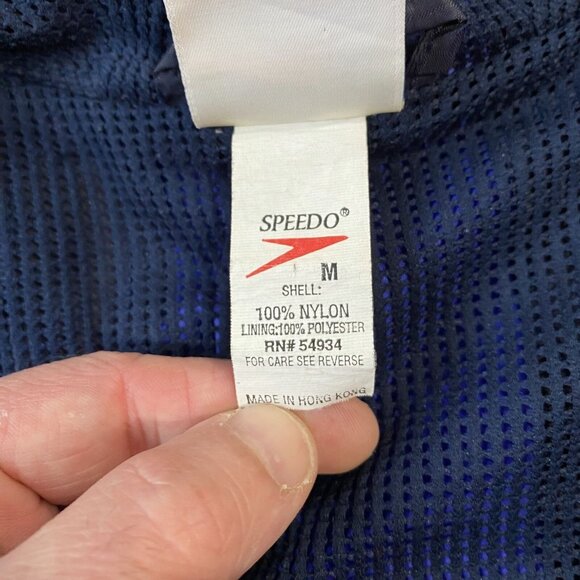 SPEEDO®
M
SHELL:
100% NYLON
LINING:100% POLYESTER
RN# 54934
FOR CARE SEE REVERSE
MADE IN HONG KONG